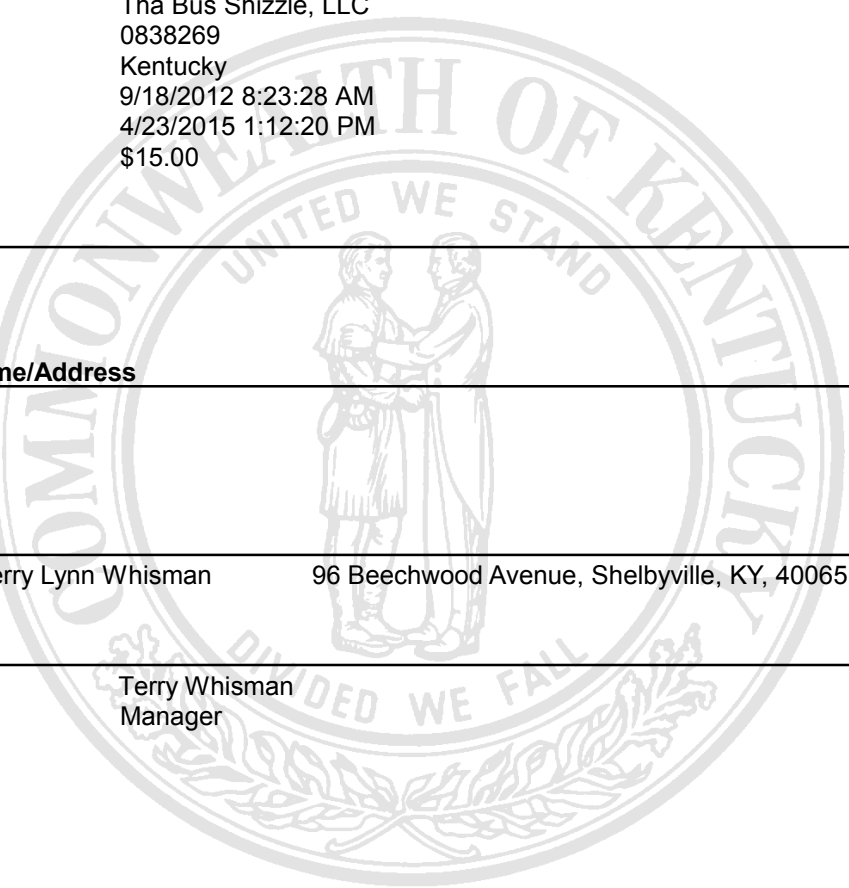 Tha Bus Shizzle, LLC
0838269
Kentucky
9/18/2012 8:23:28 AM
4/23/2015 1:12:20 PM
$15.00
COMMONWEALTH OF KENTUCKY
UNITED WE STAND
me/Address
erry Lynn Whisman 96 Beechwood Avenue, Shelbyville, KY, 40065
DIVIDED WE FALL
Terry Whisman
Manager